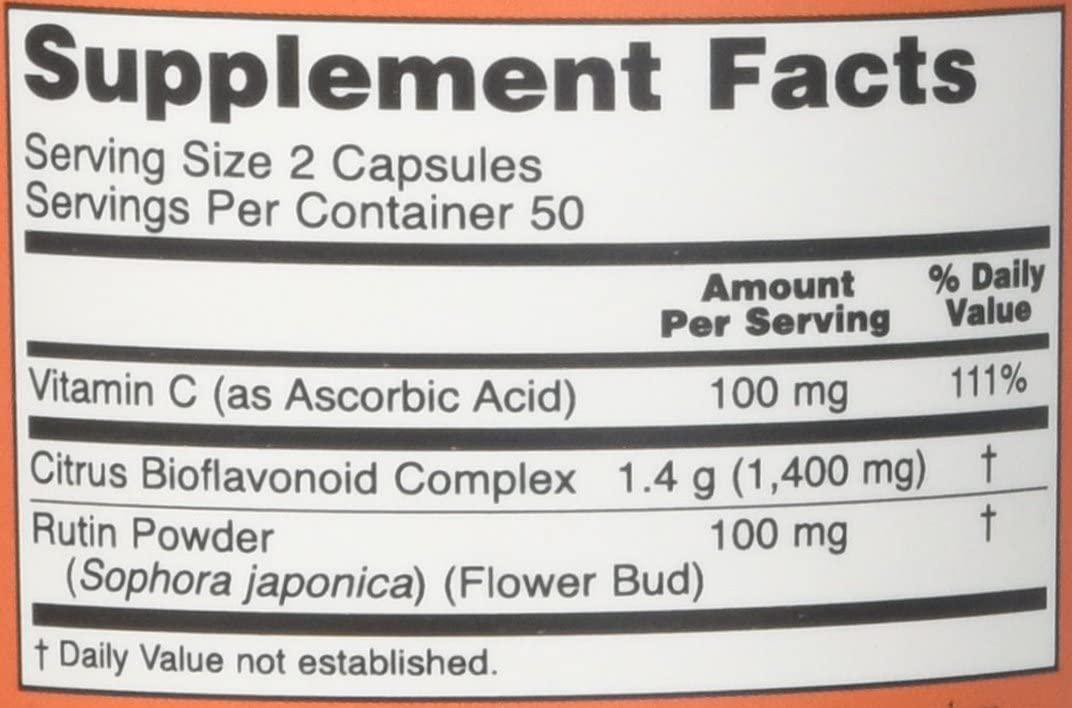 Supplement Facts
Serving Size 2 Capsules
Servings Per Container 50
Amount Per Serving % Daily Value
Vitamin C (as Ascorbic Acid) 100 mg 111%
Citrus Bioflavonoid Complex 1.4 g (1,400 mg) †
Rutin Powder 100 mg †
(Sophora japonica) (Flower Bud)
† Daily Value not established.